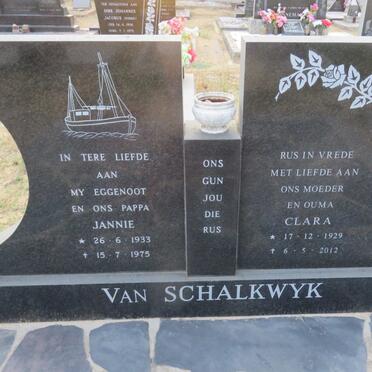 IN TERE LIEFDE
AAN
MY EGGENOOT
EN ONS PAPPA
JANNIE
★ 26 · 6 · 1933
✝ 15 · 7 · 1975
ONS
GUN
JOU
DIE
RUS
RUS IN VREDE
MET LIEFDE AAN
ONS MOEDER
EN OUMA
CLARA
★ 17 · 12 · 1929
✝ 6 · 5 · 2012
VAN SCHALKWYK